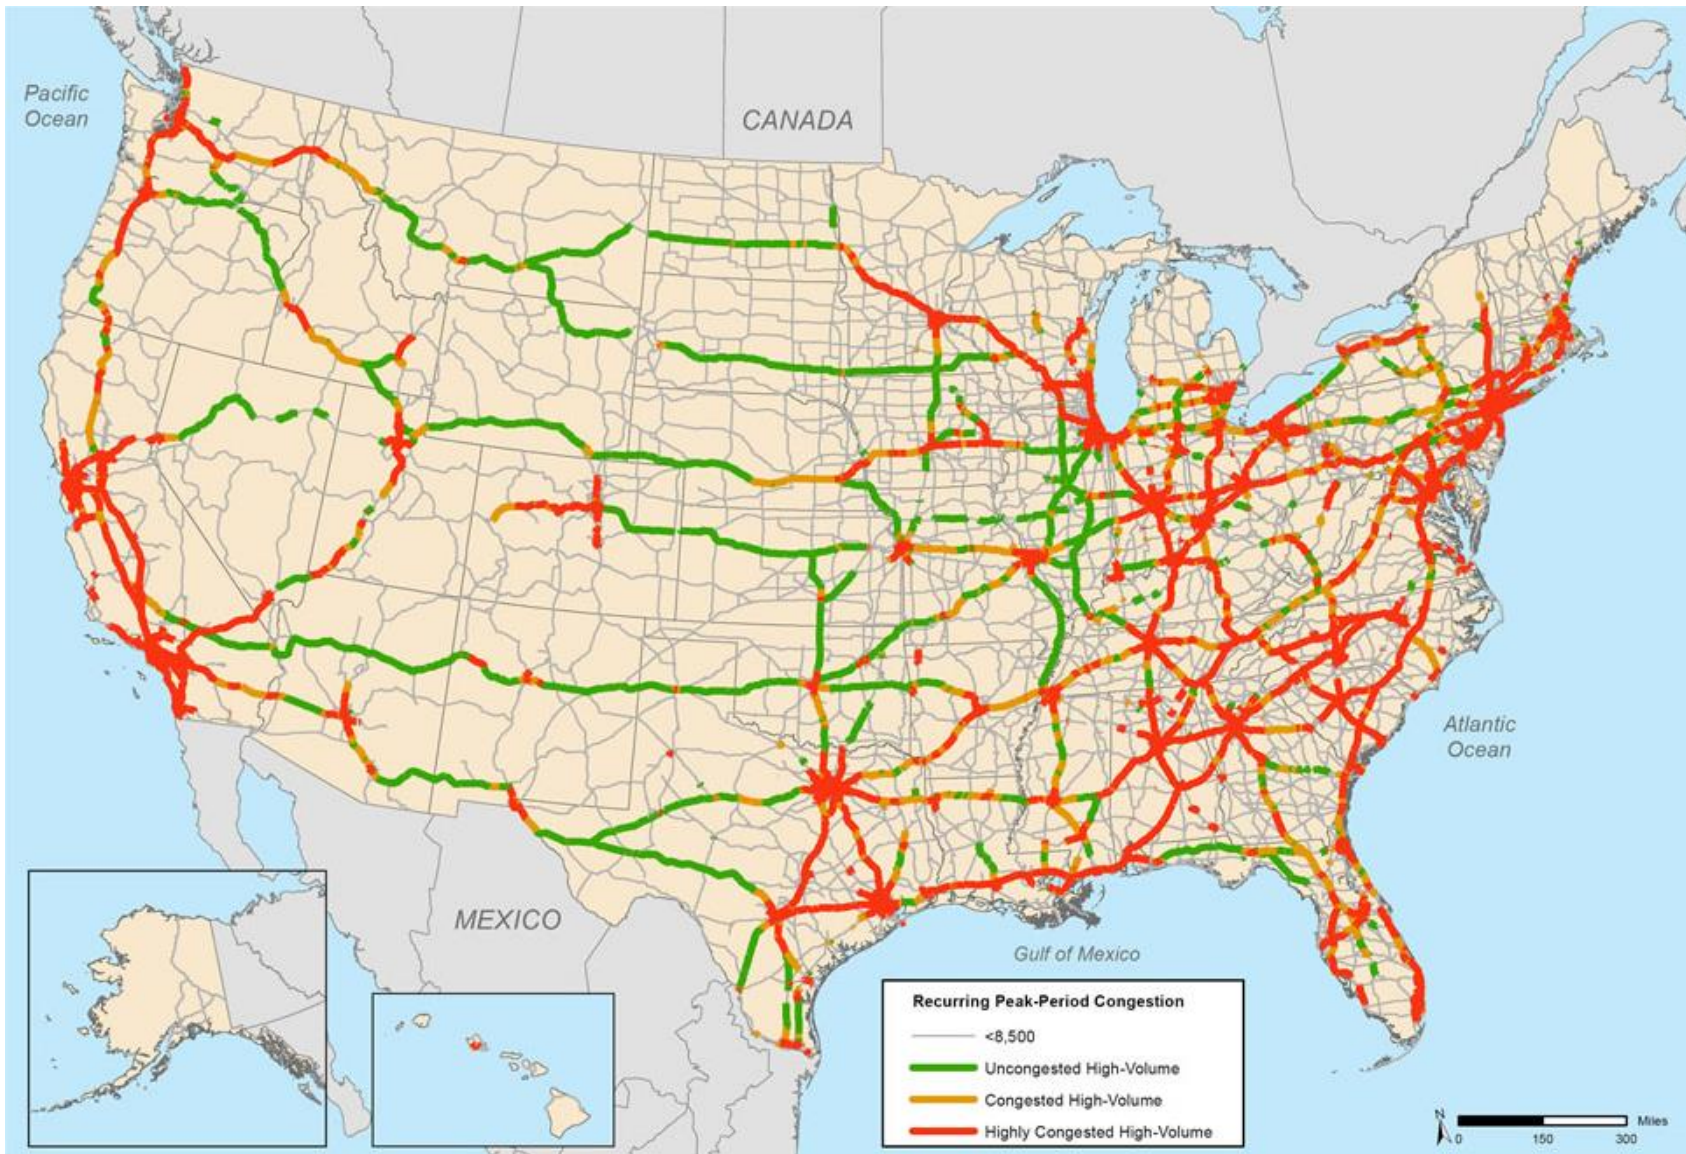 Pacific
Ocean
CANADA
Atlantic
Ocean
MEXICO
Gulf of Mexico
Recurring Peak-Period Congestion
<8,500
Uncongested High-Volume
Congested High-Volume
Highly Congested High-Volume
N
Miles
0 150 300